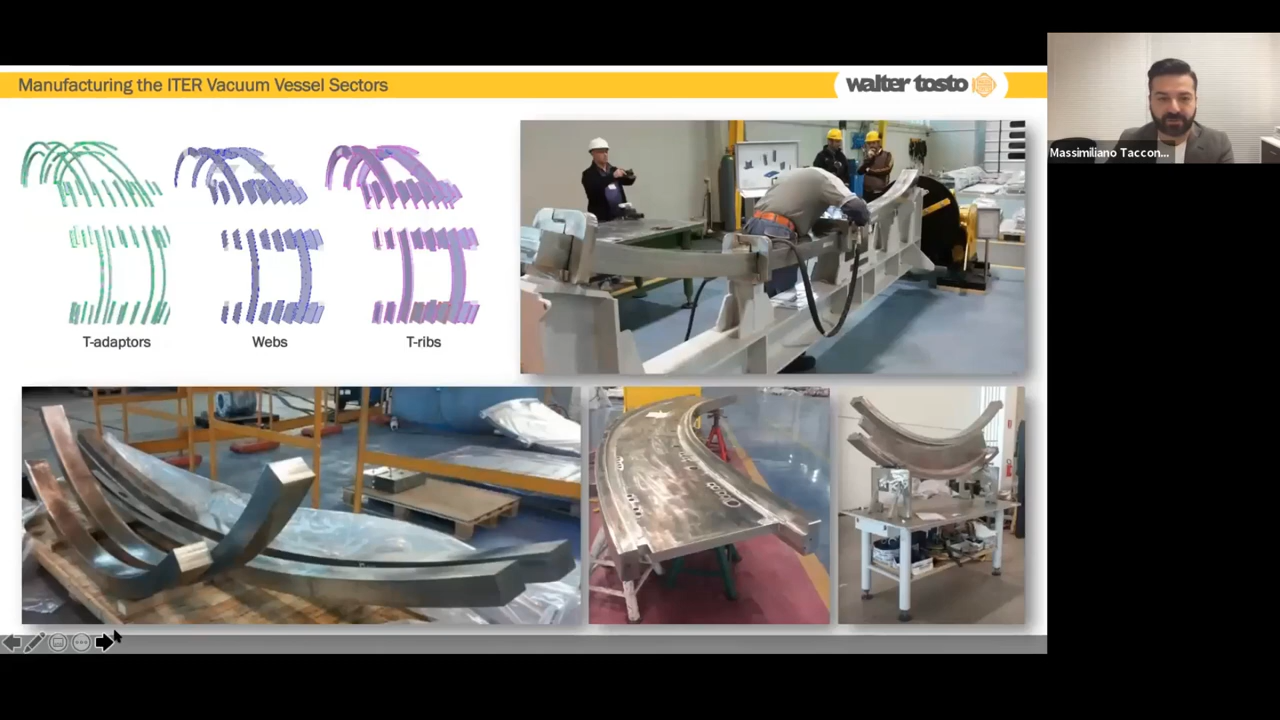 Manufacturing the ITER Vacuum Vessel Sectors
walter tosto
Massimiliano Taccon...
T-adaptors
Webs
T-ribs